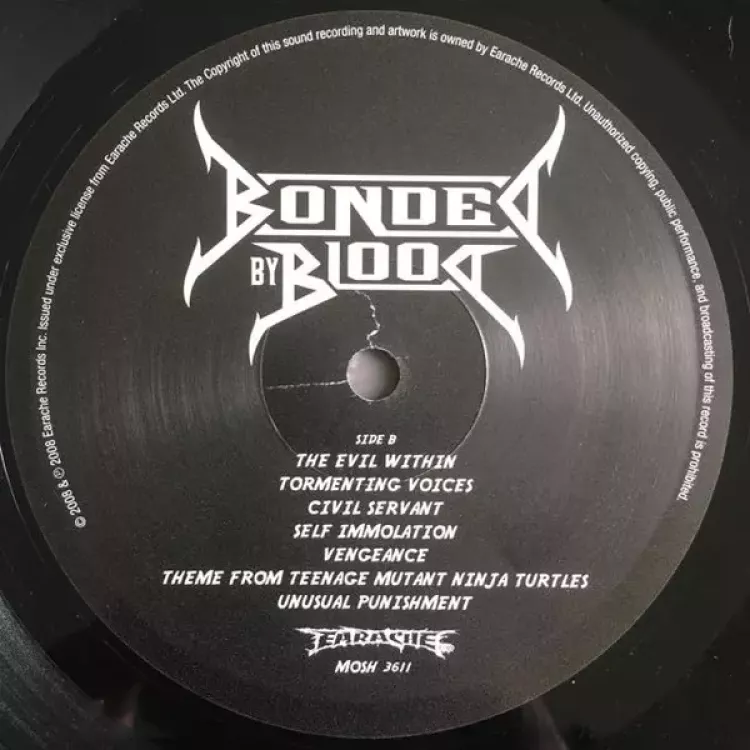 © 2008 & ℗ 2008 Earache Records Inc. Issued under exclusive license from Earache Records Ltd. The Copyright of this sound recording and artwork is owned by Earache Records Ltd. Unauthorized copying, public performance, and broadcasting of this record is prohibited.
BONDED
BY BLOOD
SIDE B
THE EVIL WITHIN
TORMENTING VOICES
CIVIL SERVANT
SELF IMMOLATION
VENGEANCE
THEME FROM TEENAGE MUTANT NINJA TURTLES
UNUSUAL PUNISHMENT
EARACHE
MOSH 3611